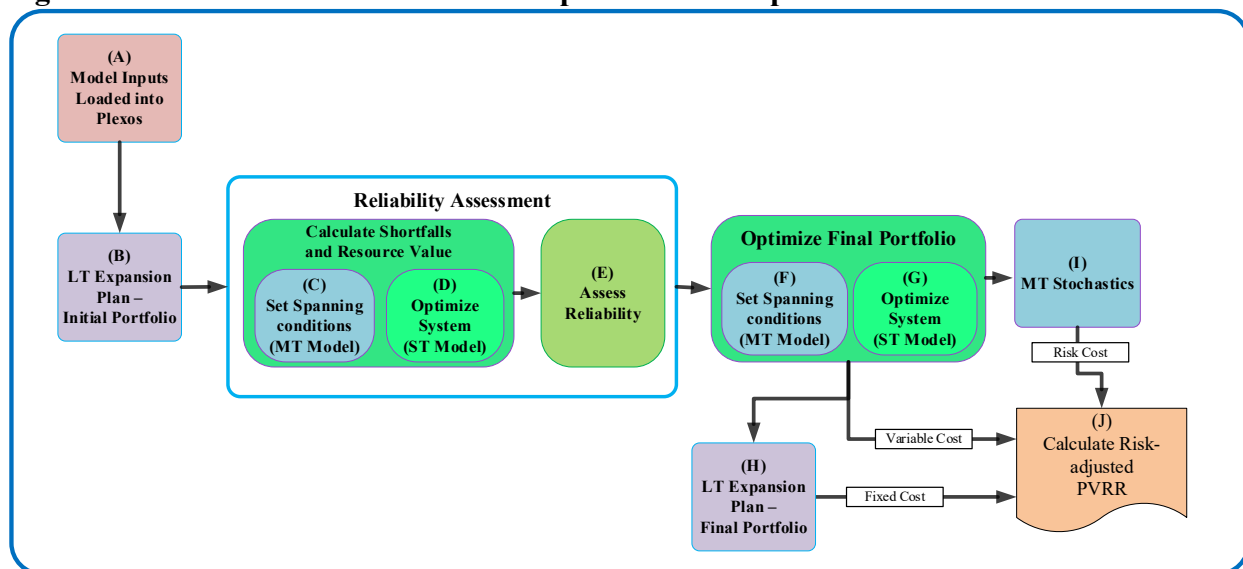 (A)
Model Inputs
Loaded into
Plexos
(B)
LT Expansion
Plan –
Initial Portfolio
Reliability Assessment
Calculate Shortfalls
and Resource Value
(C)
Set Spanning
conditions
(MT Model)
(D)
Optimize
System
(ST Model)
(E)
Assess
Reliability
Optimize Final Portfolio
(F)
Set Spanning
conditions
(MT Model)
(G)
Optimize
System
(ST Model)
(I)
MT Stochastics
Risk Cost
Variable Cost
(H)
LT Expansion
Plan –
Final Portfolio
Fixed Cost
(J)
Calculate Risk-
adjusted
PVRR